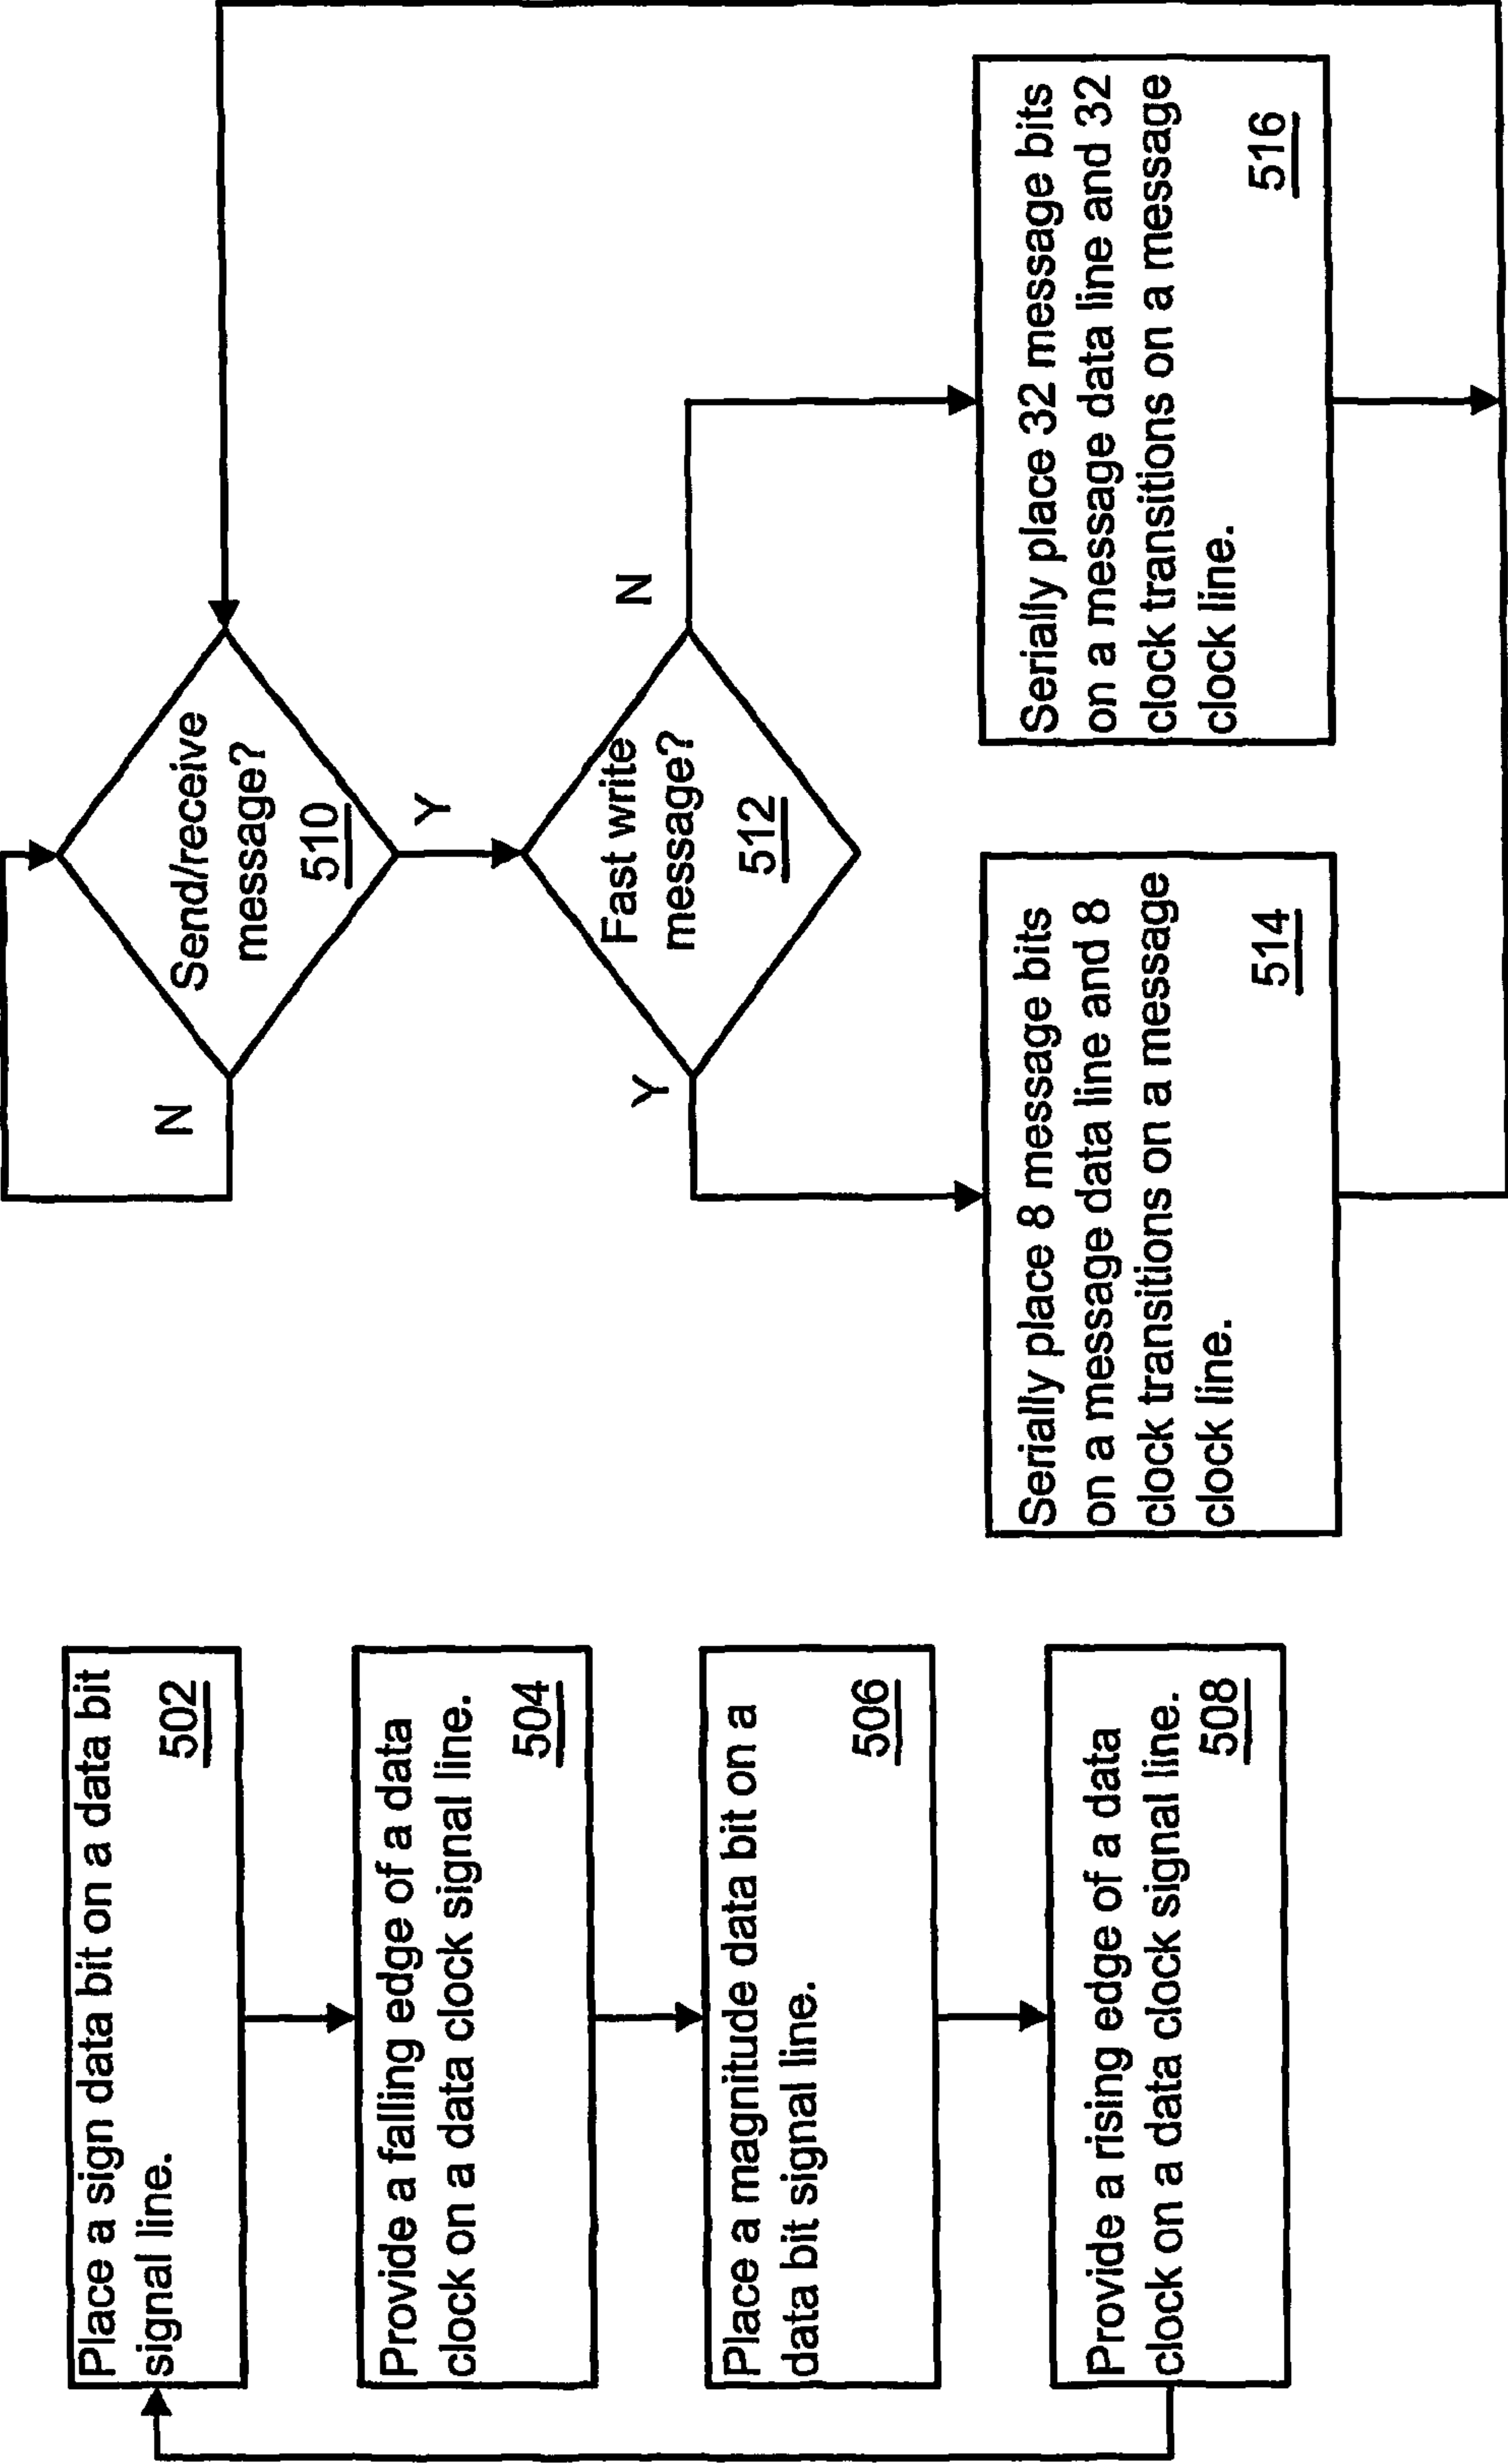 Place a sign data bit on a data bit
signal line.
502
Provide a falling edge of a data
clock on a data clock signal line.
504
Place a magnitude data bit on a
data bit signal line.
506
Provide a rising edge of a data
clock on a data clock signal line.
508
Send/receive
message?
510
N
Y
Fast write
message?
512
Y
N
Serially place 8 message bits
on a message data line and 8
clock transitions on a message
clock line.
514
Serially place 32 message bits
on a message data line and 32
clock transitions on a message
clock line.
516